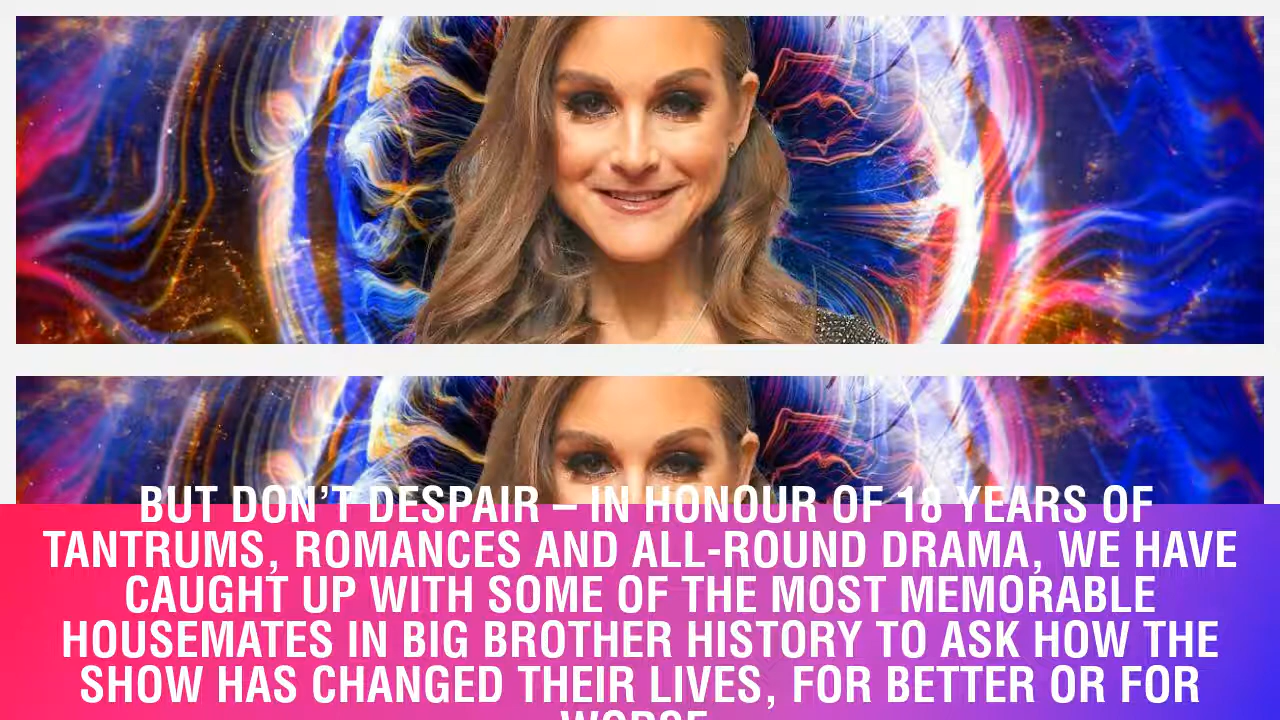 BUT DON’T DESPAIR – IN HONOUR OF 18 YEARS OF
TANTRUMS, ROMANCES AND ALL-ROUND DRAMA, WE HAVE
CAUGHT UP WITH SOME OF THE MOST MEMORABLE
HOUSEMATES IN BIG BROTHER HISTORY TO ASK HOW THE
SHOW HAS CHANGED THEIR LIVES, FOR BETTER OR FOR